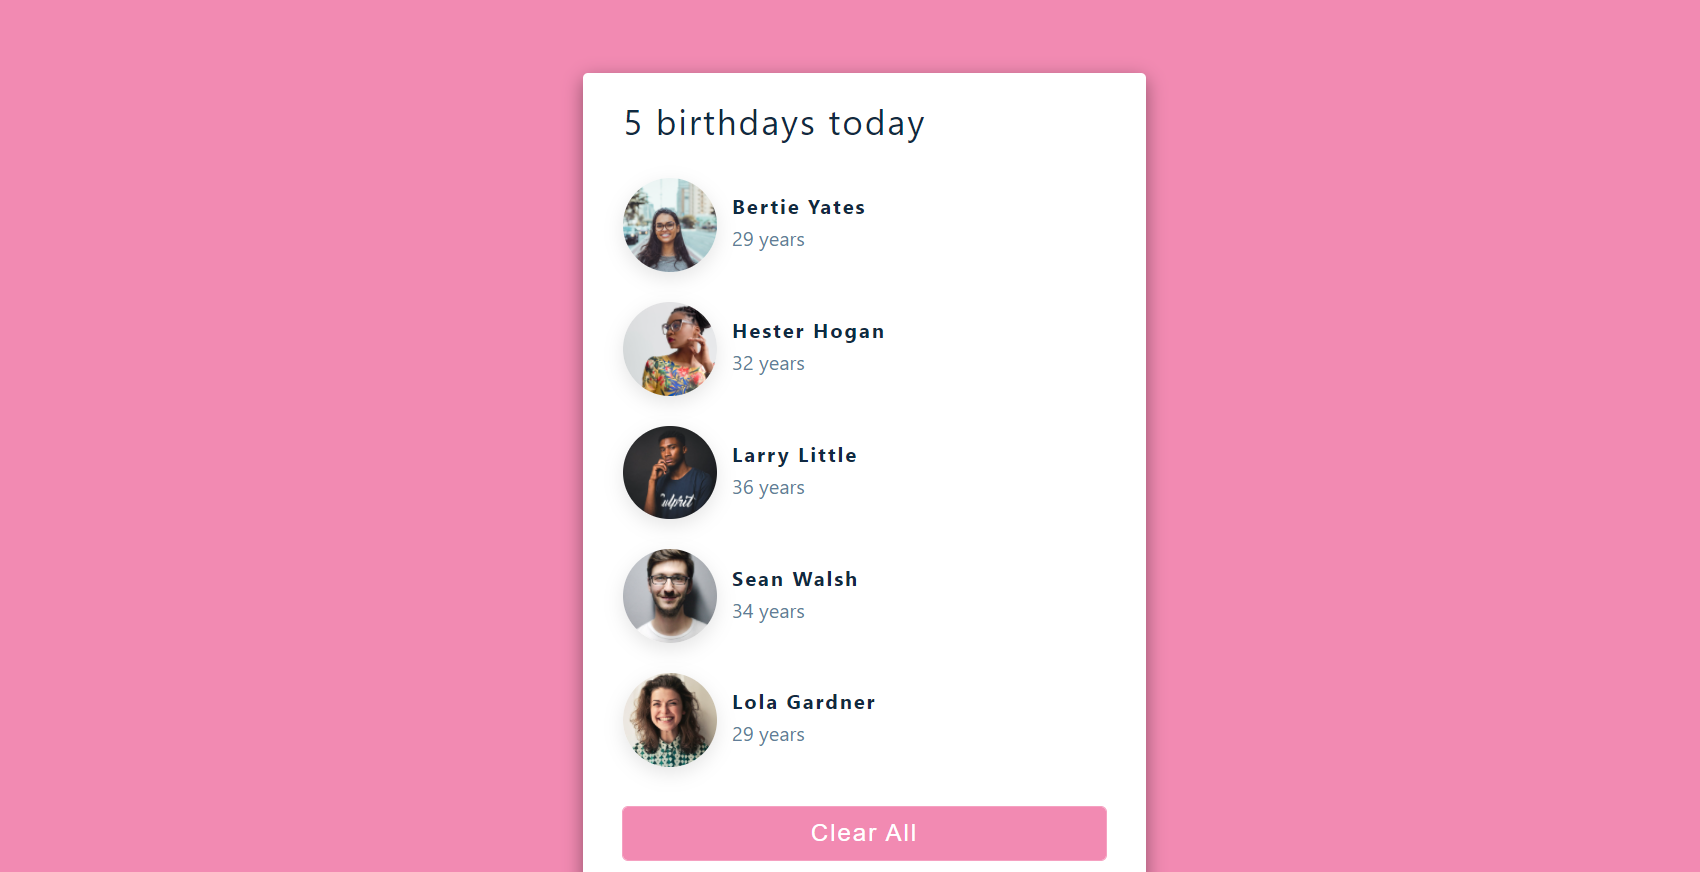 5 birthdays today
Bertie Yates
29 years
Hester Hogan
32 years
Larry Little
36 years
ulprit
Sean Walsh
34 years
Lola Gardner
29 years
Clear All